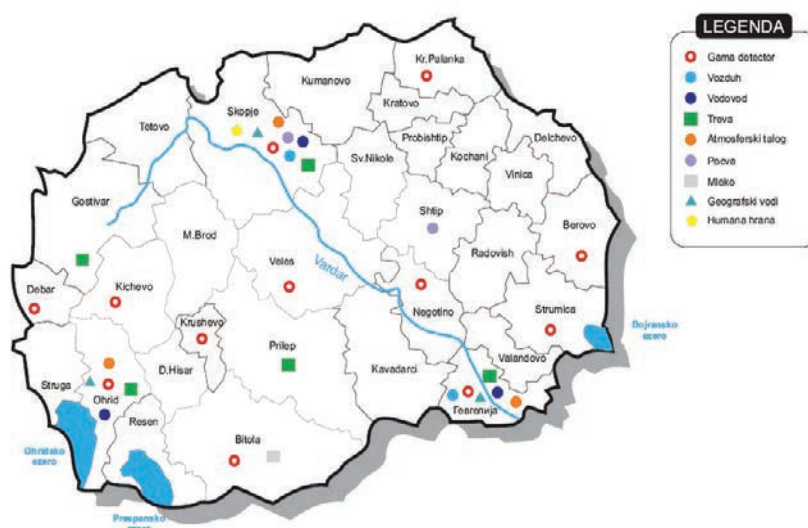 LEGENDA
Gama detector
Vozduh
Vodovod
Treva
Atmosferski talog
Pocva
Mleko
Geografski vodi
Humana hrana
Kr.Palanka
Kumanovo
Skopje
Kratovo
Tetovo
Probishtip
Delchevo
Sv.Nikole
Kochani
Vinica
Gostivar
Shtip
Berovo
M.Brod
Radovish
Veles
Vardar
Debar
Kichevo
Negotino
Strumica
Krushevo
Dojransko
ezero
Prilep
Valandovo
Struga
D.Hisar
Kavadarci
Ohrid
Гевгелија
Resen
Bitola
Ohridsko
ezero
Prespansko